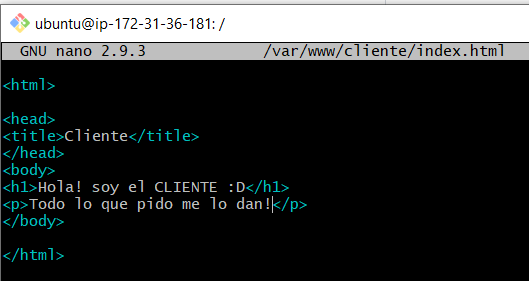 ubuntu@ip-172-31-36-181: /
GNU nano 2.9.3 /var/www/cliente/index.html
<html>
<head>
<title>Cliente</title>
</head>
<body>
<h1>Hola! soy el CLIENTE :D</h1>
<p>Todo lo que pido me lo dan!</p>
</body>
</html>